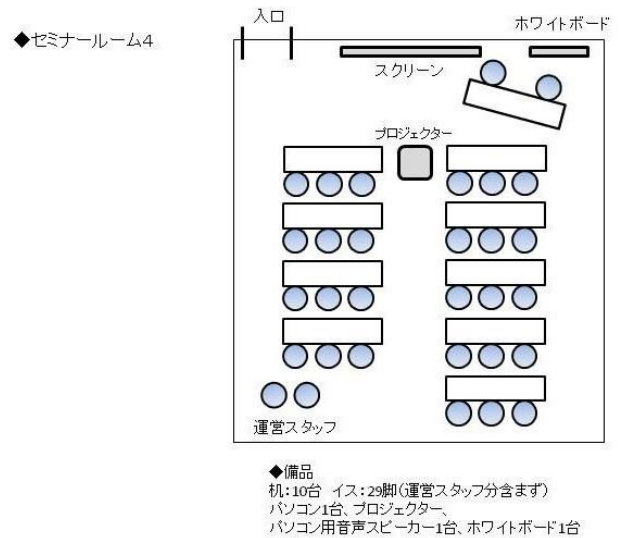 ◆セミナールーム4
入口
ホワイトボード
スクリーン
プロジェクター
運営スタッフ
◆備品
机:10台 イス:29脚(運営スタッフ分含まず)
パソコン1台、プロジェクター、
パソコン用音声スピーカー1台、ホワイトボード1台